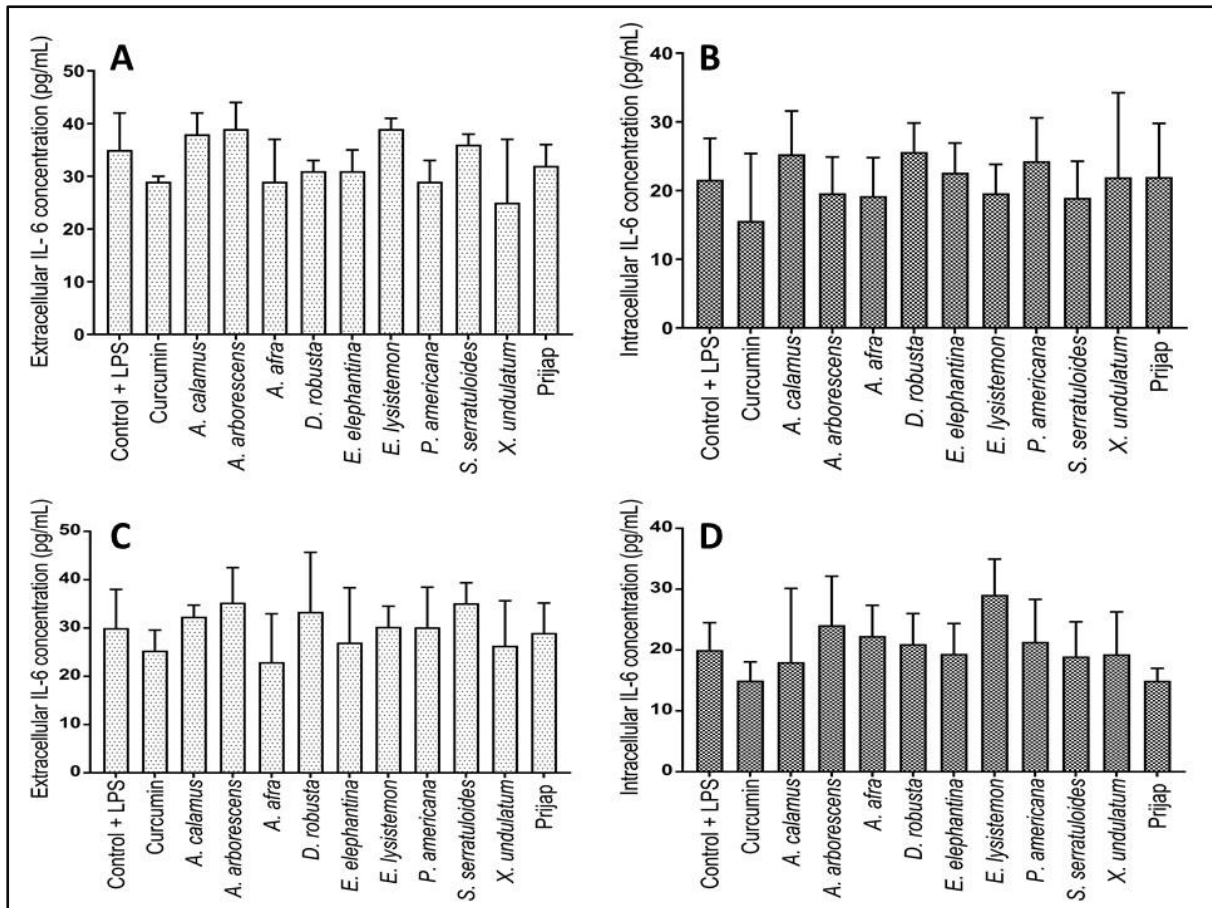 A
Extracellular IL- 6 concentration (pg/mL)
50
40
30
20
10
0
Control + LPS
Curcumin
A. calamus
A. arborescens
A. afra
D. robusta
E. elephantina
E. lysistemon
P. americana
S. serratuloides
X. undulatum
Prijap
B
Intracellular IL-6 concentration (pg/mL)
40
30
20
10
0
Control + LPS
Curcumin
A. calamus
A. arborescens
A. afra
D. robusta
E. elephantina
E. lysistemon
P. americana
S. serratuloides
X. undulatum
Prijap
C
Extracellular IL-6 concentration (pg/mL)
50
40
30
20
10
0
Control + LPS
Curcumin
A. calamus
A. arborescens
A. afra
D. robusta
E. elephantina
E. lysistemon
P. americana
S. serratuloides
X. undulatum
Prijap
D
Intracellular IL-6 concentration (pg/mL)
40
30
20
10
0
Control + LPS
Curcumin
A. calamus
A. arborescens
A. afra
D. robusta
E. elephantina
E. lysistemon
P. americana
S. serratuloides
X. undulatum
Prijap